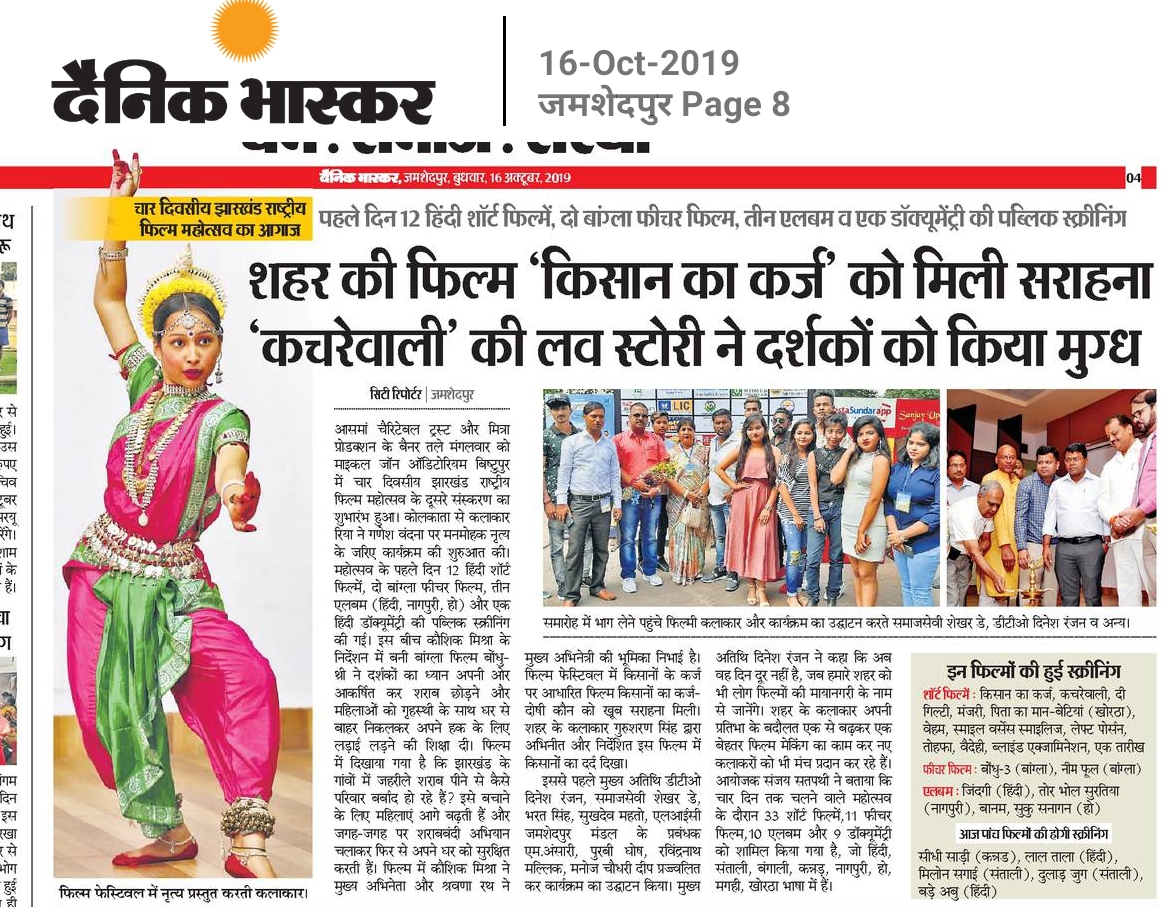 दैनिक भास्कर
16-Oct-2019
जमशेदपुर Page 8
दैनिक भास्कर, जमशेदपुर, बुधवार, 16 अक्टूबर, 2019
04
चार दिवसीय झारखंड राष्ट्रीय
फिल्म महोत्सव का आगाज
पहले दिन 12 हिंदी शॉर्ट फिल्में, दो बांग्ला फीचर फिल्म, तीन एलबम व एक डॉक्यूमेंट्री की पब्लिक स्क्रीनिंग
शहर की फिल्म ‘किसान का कर्ज’ को मिली सराहना
‘कचरेवाली’ की लव स्टोरी ने दर्शकों को किया मुग्ध
सिटी रिपोर्टर | जमशेदपुर
आसमां चैरिटेबल ट्रस्ट और मित्रा
प्रोडक्शन के बैनर तले मंगलवार को
माइकल जॉन ऑडिटोरियम बिष्टुपुर
में चार दिवसीय झारखंड राष्ट्रीय
फिल्म महोत्सव के दूसरे संस्करण का
शुभारंभ हुआ। कोलकाता से कलाकार
रिया ने गणेश वंदना पर मनमोहक नृत्य
के जरिए कार्यक्रम की शुरुआत की।
महोत्सव के पहले दिन 12 हिंदी शॉर्ट
फिल्में, दो बांग्ला फीचर फिल्म, तीन
एलबम (हिंदी, नागपुरी, हो) और एक
हिंदी डॉक्यूमेंट्री की पब्लिक स्क्रीनिंग
की गई। इस बीच कौशिक मिश्रा के
निर्देशन में बनी बांग्ला फिल्म बोंधु-
श्री ने दर्शकों का ध्यान अपनी ओर
आकर्षित कर शराब छोड़ने और
महिलाओं को गृहस्थी के साथ घर से
बाहर निकलकर अपने हक के लिए
लड़ाई लड़ने की शिक्षा दी। फिल्म
में दिखाया गया है कि झारखंड के
गांवों में जहरीले शराब पीने से कैसे
परिवार बर्बाद हो रहे हैं? इसे बचाने
के लिए महिलाएं आगे बढ़ती हैं और
जगह-जगह पर शराबबंदी अभियान
चलाकर फिर से अपने घर को सुरक्षित
करती हैं। फिल्म में कौशिक मिश्रा ने
मुख्य अभिनेता और श्रवणा रथ ने
LIC
InstaSundarapp
Sanjay
समारोह में भाग लेने पहुंचे फिल्मी कलाकार और कार्यक्रम का उद्घाटन करते समाजसेवी शेखर डे, डीटीओ दिनेश रंजन व अन्य।
मुख्य अभिनेत्री की भूमिका निभाई है।
फिल्म फेस्टिवल में किसानों के कर्ज
पर आधारित फिल्म किसानों का कर्ज-
दोषी कौन को खूब सराहना मिली।
शहर के कलाकार गुरुशरण सिंह द्वारा
अभिनीत और निर्देशित इस फिल्म में
किसानों का दर्द दिखा।
इससे पहले मुख्य अतिथि डीटीओ
दिनेश रंजन, समाजसेवी शेखर डे,
भरत सिंह, सुखदेव महतो, एलआईसी
जमशेदपुर मंडल के प्रबंधक
एम.अंसारी, पुरबी घोष, रविंद्रनाथ
मल्लिक, मनोज चौधरी दीप प्रज्ज्वलित
कर कार्यक्रम का उद्घाटन किया। मुख्य
अतिथि दिनेश रंजन ने कहा कि अब
वह दिन दूर नहीं है, जब हमारे शहर को
भी लोग फिल्मों की मायानगरी के नाम
से जानेंगे। शहर के कलाकार अपनी
प्रतिभा के बदौलत एक से बढ़कर एक
बेहतर फिल्म मेकिंग का काम कर नए
कलाकारों को भी मंच प्रदान कर रहे हैं।
आयोजक संजय सतपथी ने बताया कि
चार दिन तक चलने वाले महोत्सव
के दौरान 33 शॉर्ट फिल्में,11 फीचर
फिल्म,10 एलबम और 9 डॉक्यूमेंट्री
को शामिल किया गया है, जो हिंदी,
संताली, बंगाली, कन्नड़, नागपुरी, हो,
मगही, खोरठा भाषा में हैं।
इन फिल्मों की हुई स्क्रीनिंग
शॉर्ट फिल्में : किसान का कर्ज, कचरेवाली, दी
गिल्टी, मंजरी, पिता का मान-बेटियां (खोरठा),
वेहम, स्माइल वर्सेस स्माइलिज, लेफ्ट पोर्सन,
तोहफा, वैदेही, ब्लाइंड एक्जामिनेशन, एक तारीख
फीचर फिल्म : बोंधु-3 (बांग्ला), नीम फूल (बांग्ला)
एलबम : जिंदगी (हिंदी), तोर भोल सुरतिया
(नागपुरी), बानम, सुकु सनागन (हो)
आज पांच फिल्मों की होगी स्क्रीनिंग
सीधी साड़ी (कन्नड), लाल ताला (हिंदी),
मिलोन सगाई (संताली), दुलाड़ जुग (संताली),
बड़े अबु (हिंदी)
फिल्म फेस्टिवल में नृत्य प्रस्तुत करती कलाकार।